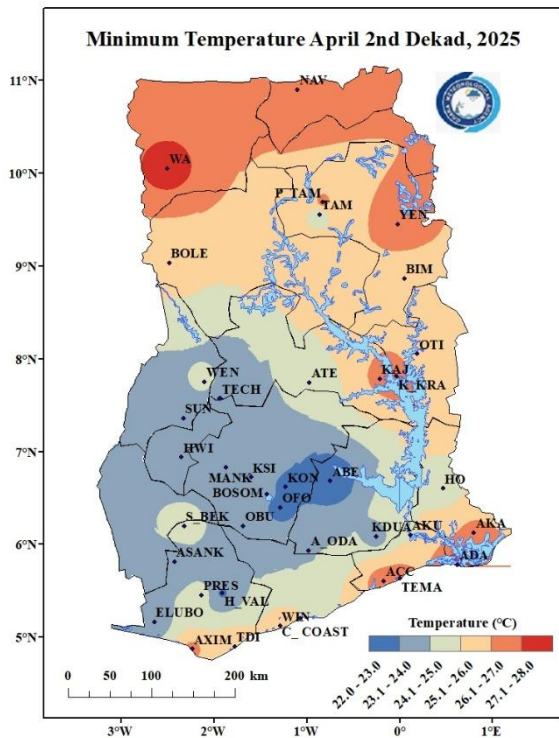 Minimum Temperature April 2nd Dekad, 2025
11°N
NAV
10°N
WA
P_TAM
TAM
YEN
9°N
BOLE
BIM
8°N
OTI
WEN
ATE
KAJ
K_KRA
TECH
SUN
7°N
HWI
KSI
MANK
KON
ABE
BOSOM
OFO
HO
6°N
S_BEK
OBU
KDUA
AKU
AKA
A_ODA
ASANK
ADA
PRES
ACC
TEMA
H_VAL
ELUBO
WIN
5°N
AXIM
TDI
C_COAST
Temperature (°C)
22.0 -23.0
23.1 -24.0
24.1 -25.0
25.1 -26.0
26.1 -27.0
27.1 -28.0
0 50 100 200 km
3°W 2°W 1°W 0° 1°E